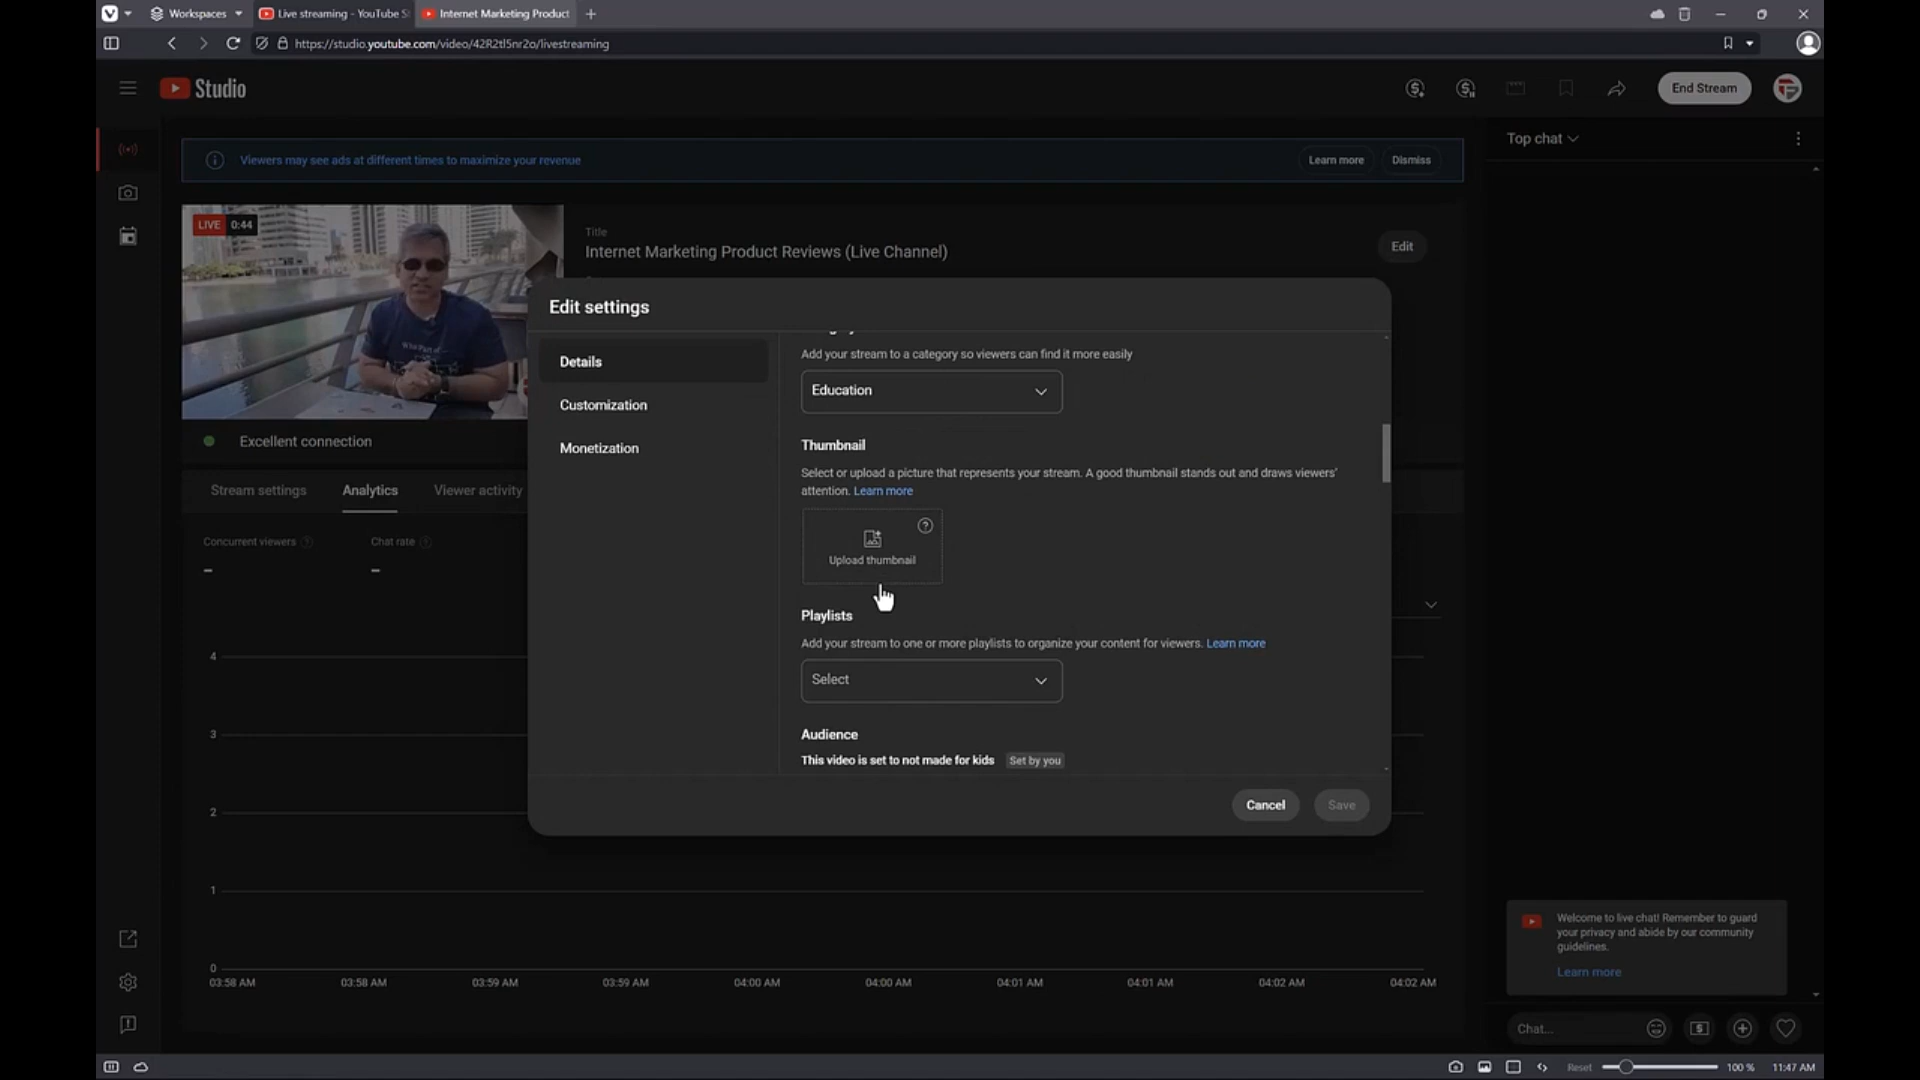 Workspaces
Live streaming - YouTube S
Internet Marketing Product
https://studio.youtube.com/video/42R2tl5nr2o/livestreaming
Studio
End Stream
Top chat
Viewers may see ads at different times to maximize your revenue
Learn more
Dismiss
LIVE 0:44
Title
Internet Marketing Product Reviews (Live Channel)
Edit
Edit settings
Details
Customization
Monetization
Add your stream to a category so viewers can find it more easily
Education
Thumbnail
Select or upload a picture that represents your stream. A good thumbnail stands out and draws viewers'
attention. Learn more
Upload thumbnail
Playlists
Add your stream to one or more playlists to organize your content for viewers. Learn more
Select
Audience
This video is set to not made for kids Set by you
Cancel
Save
Excellent connection
Stream settings
Analytics
Viewer activity
Concurrent viewers
Chat rate
–
–
4
3
2
1
0
03:58 AM
03:58 AM
03:59 AM
03:59 AM
04:00 AM
04:00 AM
04:01 AM
04:01 AM
04:02 AM
04:02 AM
Welcome to live chat! Remember to guard
your privacy and abide by our community
guidelines.
Learn more
Chat...
Reset
100 %
11:47 AM